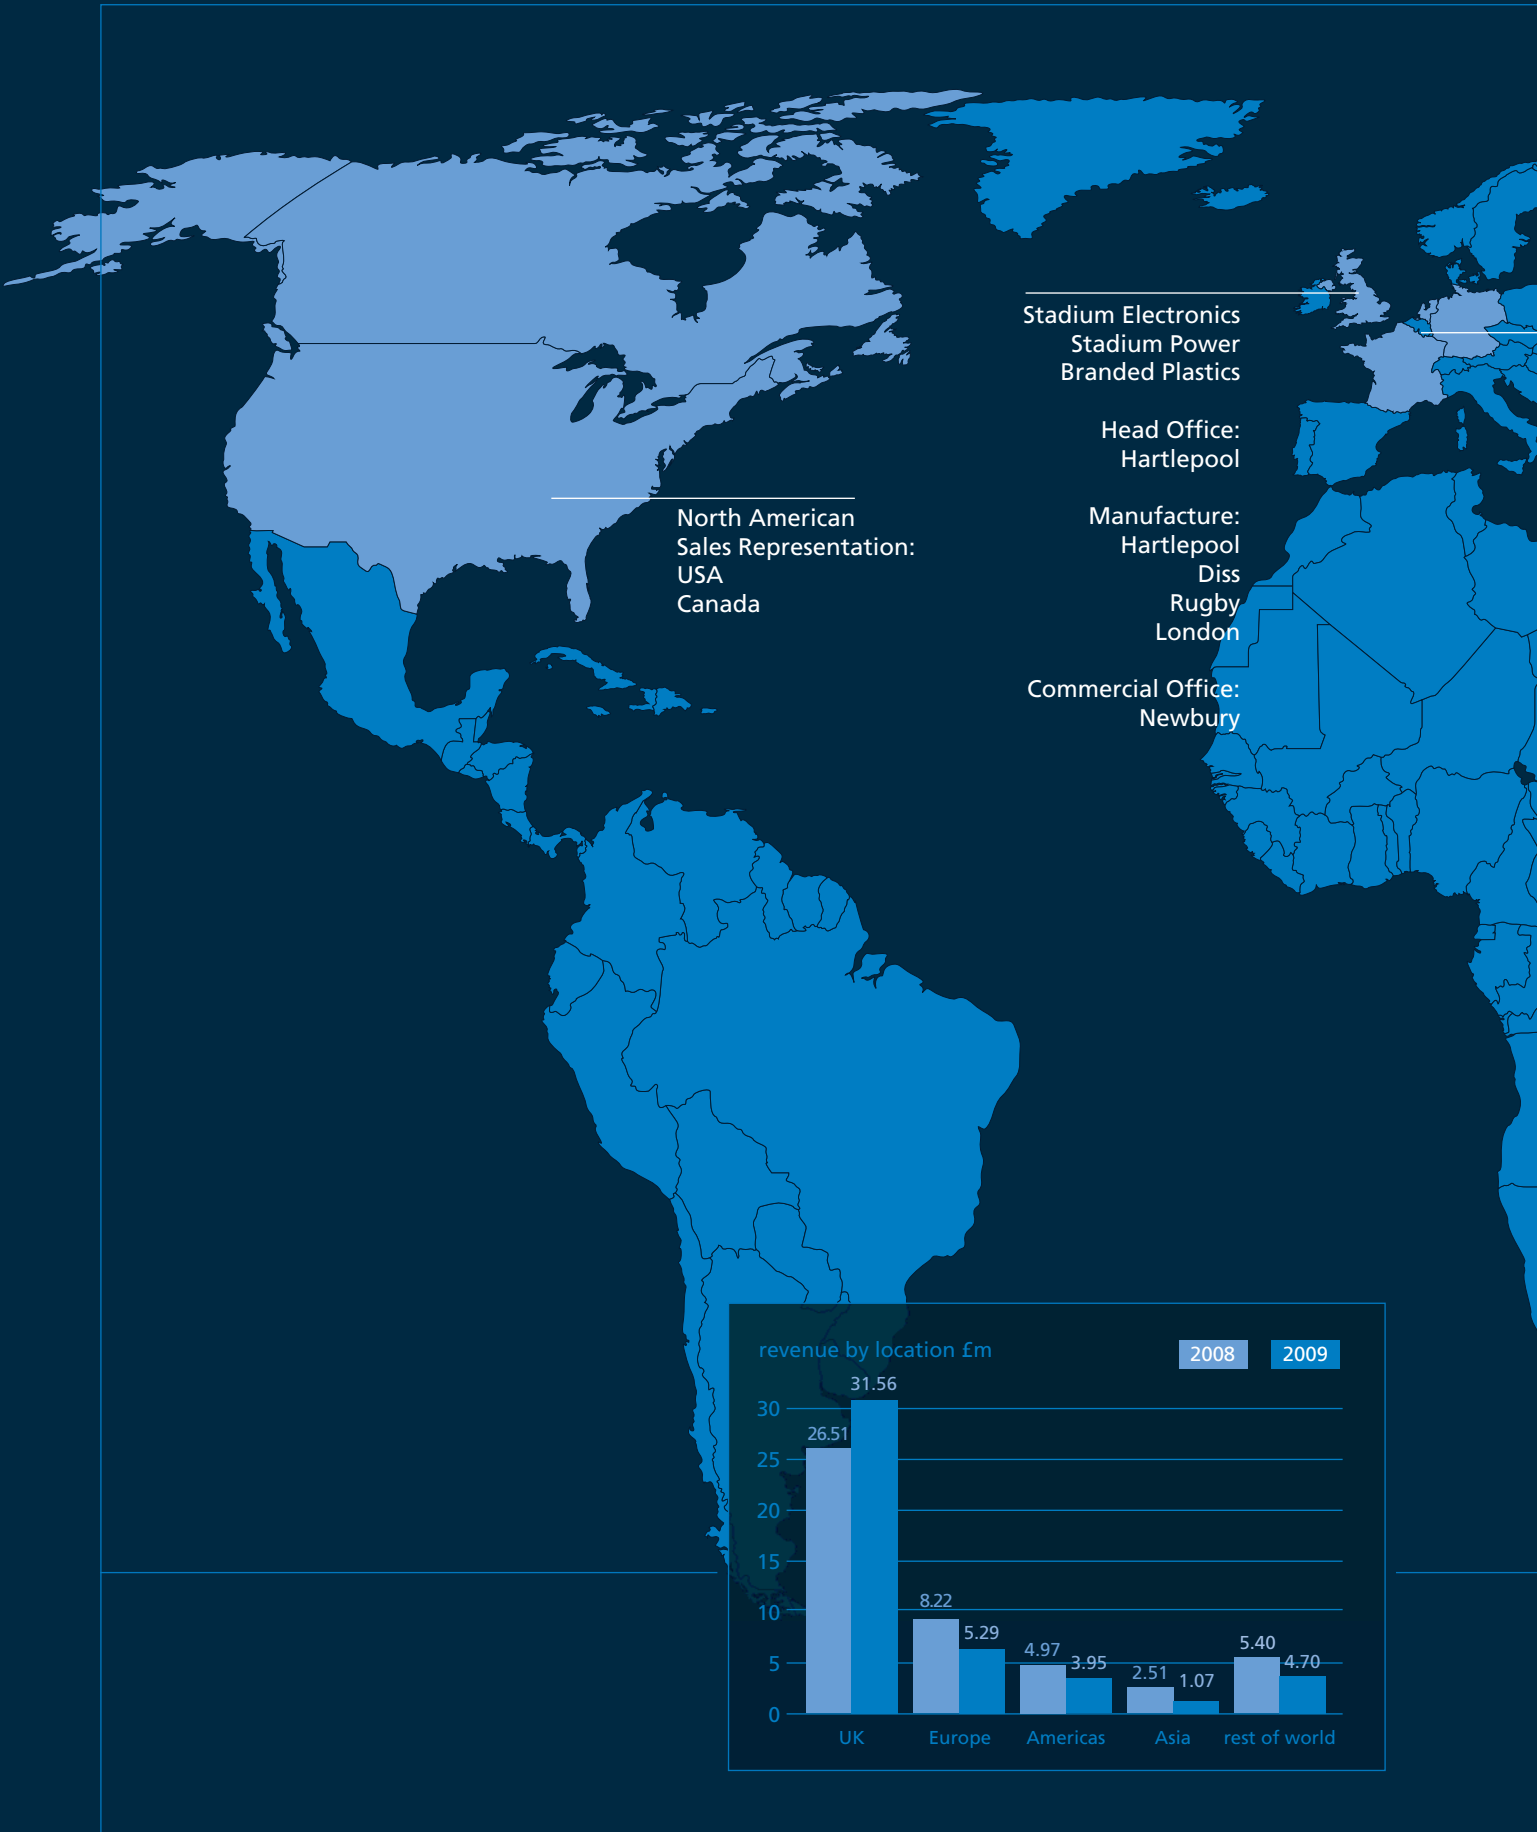 Stadium Electronics
Stadium Power
Branded Plastics
Head Office:
Hartlepool
Manufacture:
Hartlepool
Diss
Rugby
London
Commercial Office:
Newbury
North American
Sales Representation:
USA
Canada
revenue by location £m
2008 2009
31.56
30
26.51
25
20
15
8.22
10
5.29
4.97
3.95
2.51
1.07
5.40
4.70
5
0
UK Europe Americas Asia rest of world